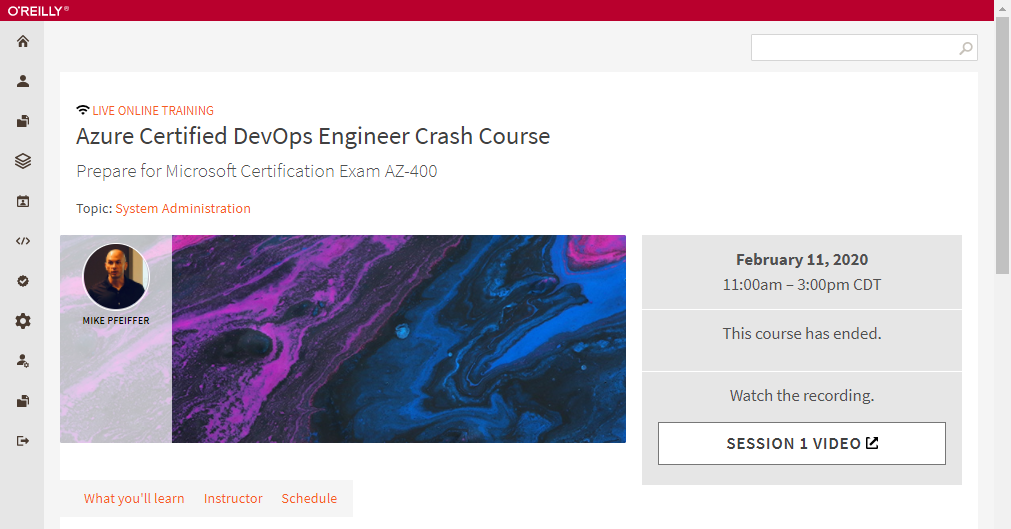 O'REILLY®
LIVE ONLINE TRAINING
Azure Certified DevOps Engineer Crash Course
Prepare for Microsoft Certification Exam AZ-400
Topic: System Administration
MIKE PFEIFFER
February 11, 2020
11:00am – 3:00pm CDT
This course has ended.
Watch the recording.
SESSION 1 VIDEO
What you'll learn Instructor Schedule